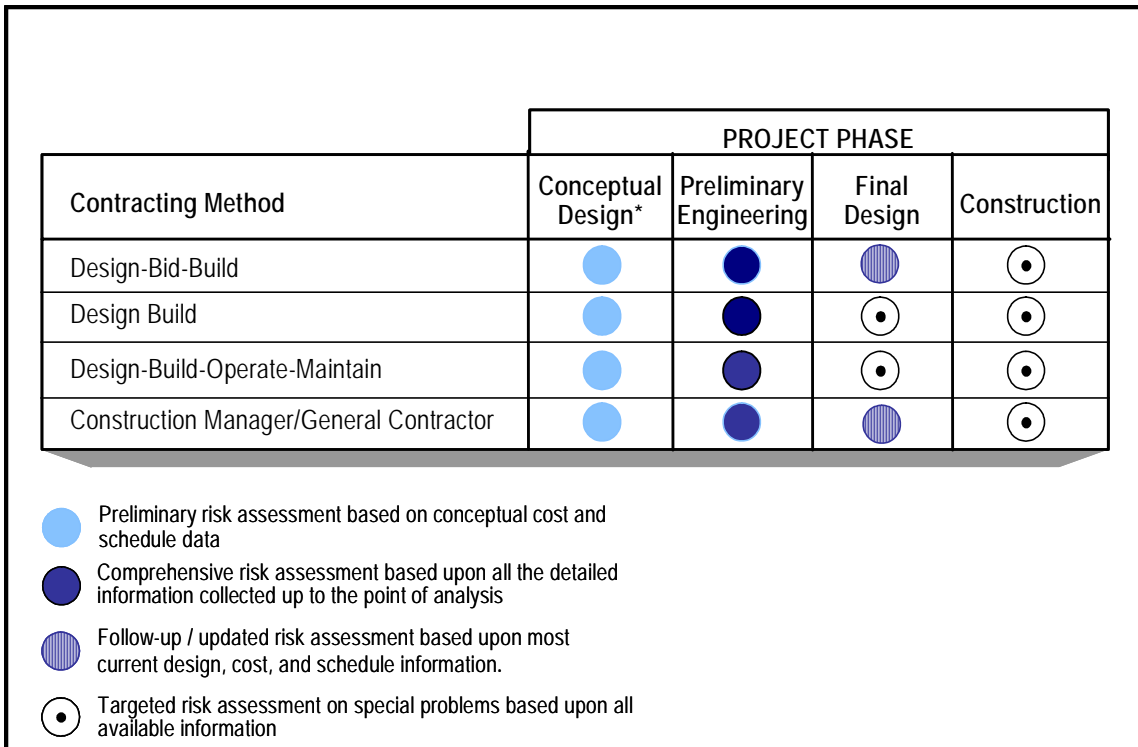 PROJECT PHASE
Contracting Method
Conceptual
Design*
Preliminary
Engineering
Final
Design
Construction
Design-Bid-Build
Design Build
Design-Build-Operate-Maintain
Construction Manager/General Contractor
Preliminary risk assessment based on conceptual cost and
schedule data
Comprehensive risk assessment based upon all the detailed
information collected up to the point of analysis
Follow-up / updated risk assessment based upon most
current design, cost, and schedule information.
Targeted risk assessment on special problems based upon all
available information